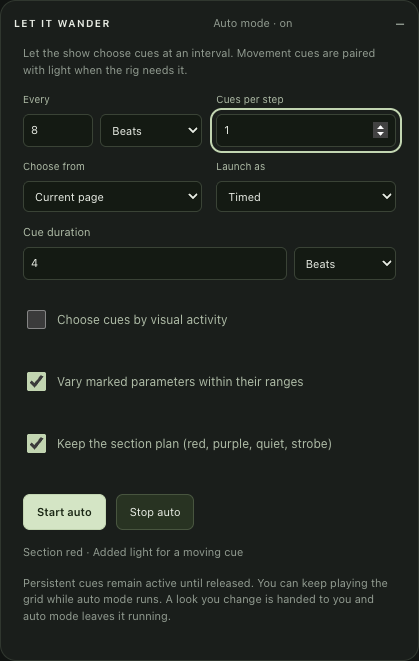 LET IT WANDER
Auto mode · on
–
Let the show choose cues at an interval. Movement cues are paired
with light when the rig needs it.
Every
Cues per step
8
Beats
1
Choose from
Launch as
Current page
Timed
Cue duration
4
Beats
Choose cues by visual activity
Vary marked parameters within their ranges
Keep the section plan (red, purple, quiet, strobe)
Start auto
Stop auto
Section red · Added light for a moving cue
Persistent cues remain active until released. You can keep playing the
grid while auto mode runs. A look you change is handed to you and
auto mode leaves it running.